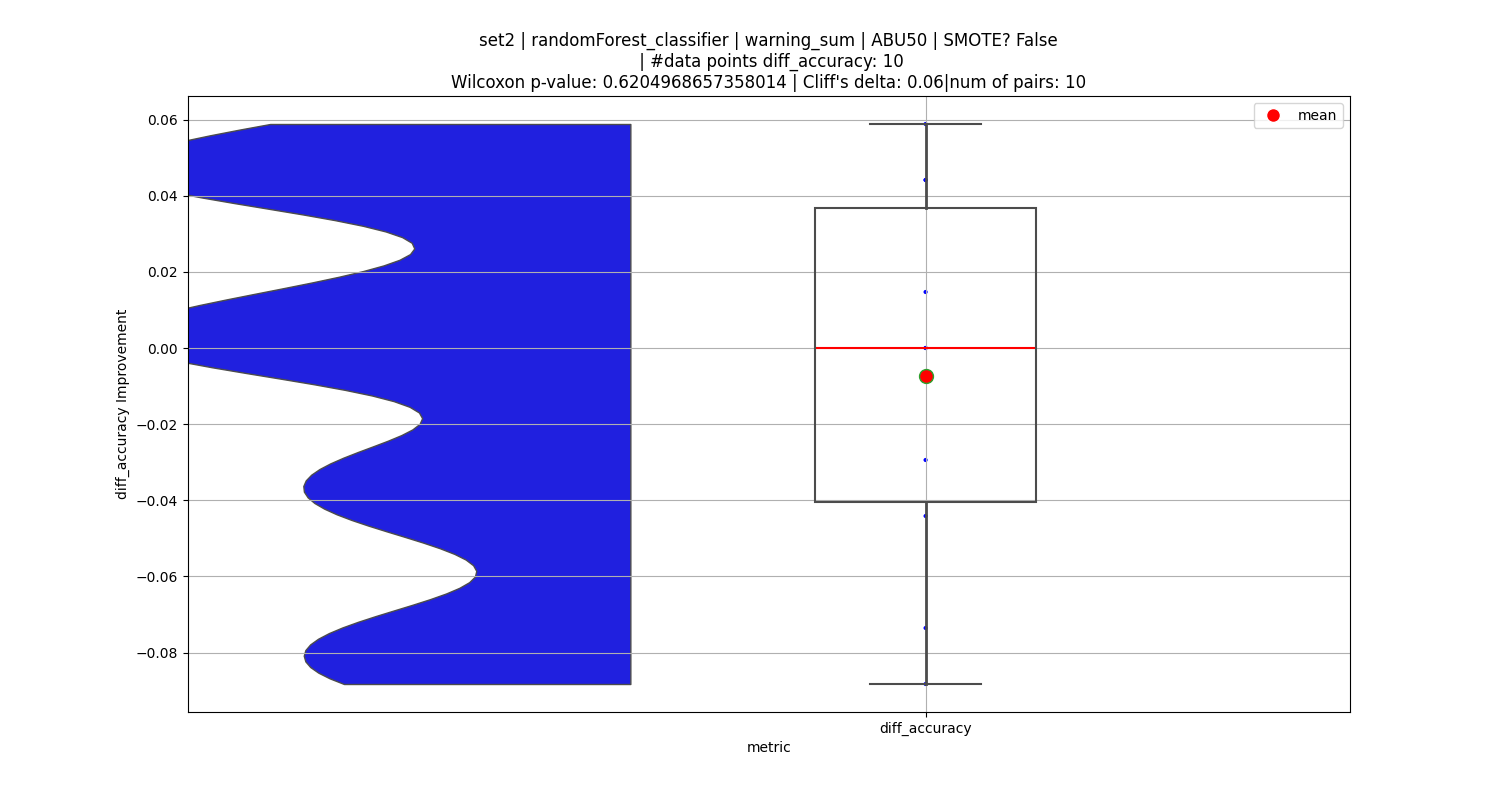 set2 | randomForest_classifier | warning_sum | ABU50 | SMOTE? False
| #data points diff_accuracy: 10
Wilcoxon p-value: 0.6204968657358014 | Cliff's delta: 0.06|num of pairs: 10
mean
0.06
0.04
0.02
0.00
−0.02
−0.04
−0.06
−0.08
diff_accuracy Improvement
diff_accuracy
metric